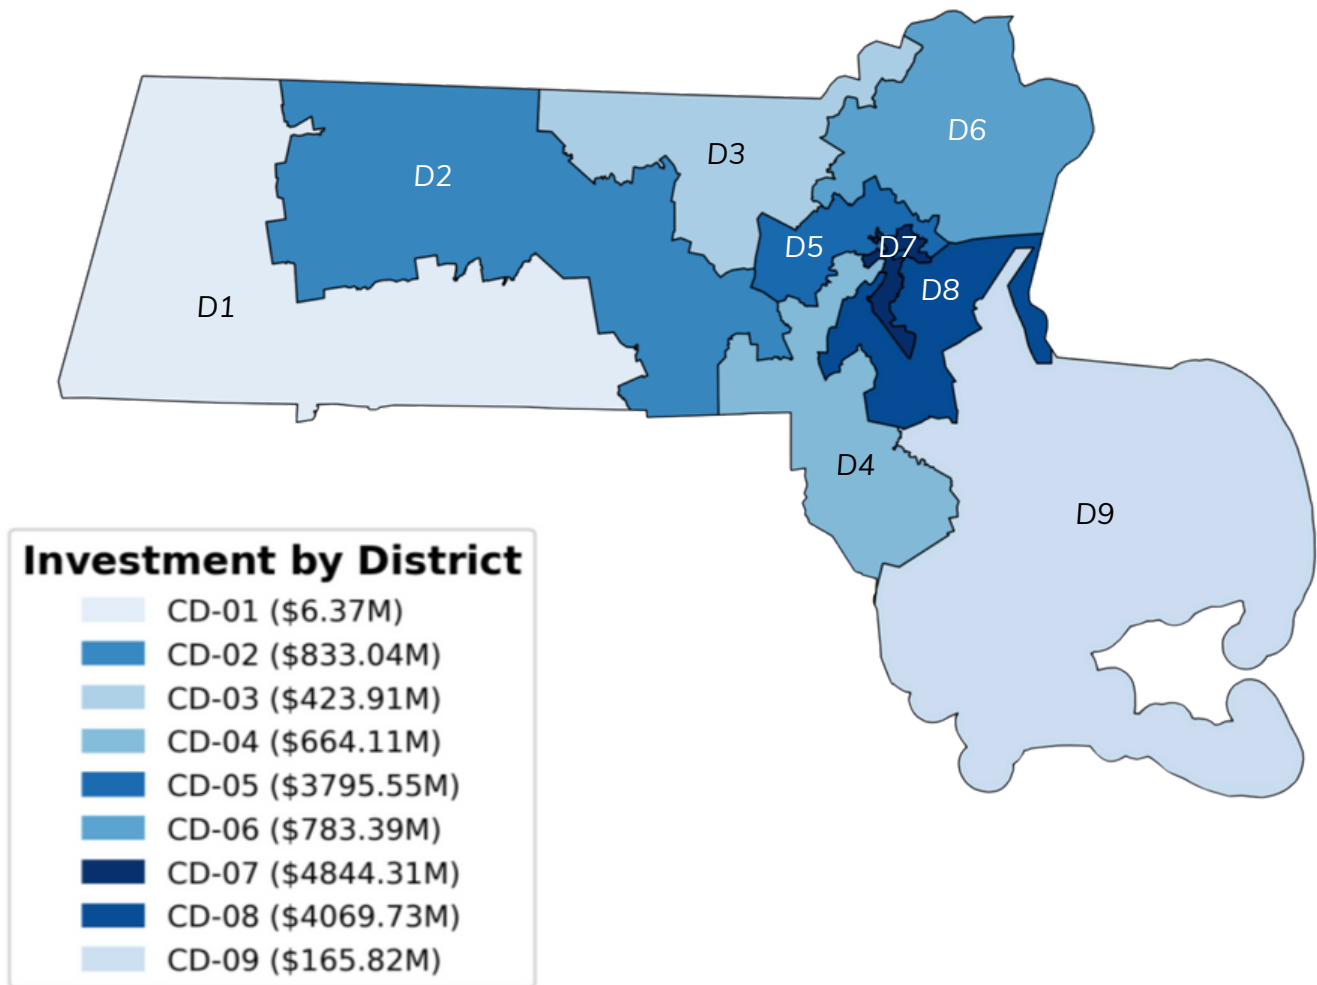 D6
D3
D2
D5
D7
D8
D1
D4
D9
Investment by District
CD-01 ($6.37M)
CD-02 ($833.04M)
CD-03 ($423.91M)
CD-04 ($664.11M)
CD-05 ($3795.55M)
CD-06 ($783.39M)
CD-07 ($4844.31M)
CD-08 ($4069.73M)
CD-09 ($165.82M)